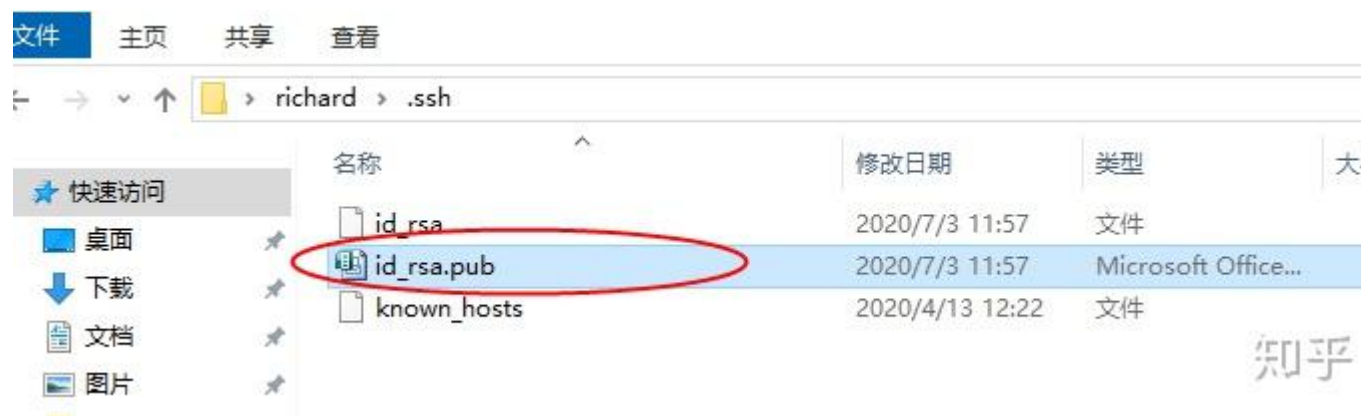 文件 主页 共享 查看
richard > .ssh
名称 修改日期 类型
快速访问
id_rsa 2020/7/3 11:57 文件
桌面
id_rsa.pub 2020/7/3 11:57 Microsoft Office...
下载
known_hosts 2020/4/13 12:22 文件
文档
图片
知乎